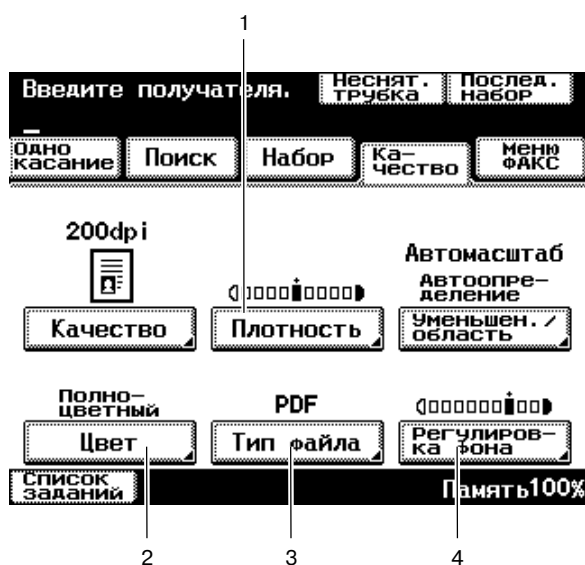 1
Введите получателя.
Неснят.
трубка
Послед.
набор
Одно
касание
Поиск
Набор
Ка-
чество
Меню
ФАКС
200dpi
Автомасштаб
Автоопре-
деление
Качество
Плотность
Уменьшен./
область
Полно-
цветный
PDF
Цвет
Тип файла
Регулиров-
ка фона
Список
заданий
Память100%
2
3
4